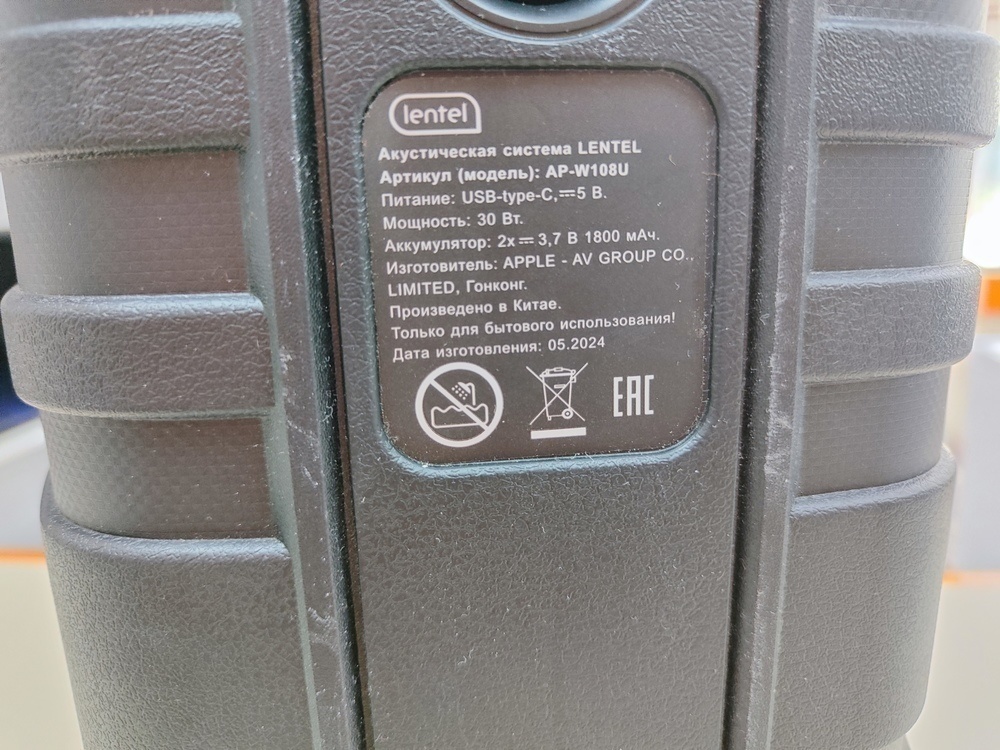 lentel
Акустическая система LENTEL
Артикул (модель): AP-W108U
Питание: USB-type-C,⎓5 В.
Мощность: 30 Вт.
Аккумулятор: 2x⎓3,7 В 1800 мАч.
Изготовитель: APPLE - AV GROUP CO.,
LIMITED, Гонконг.
Произведено в Китае.
Только для бытового использования!
Дата изготовления: 05.2024
EAC